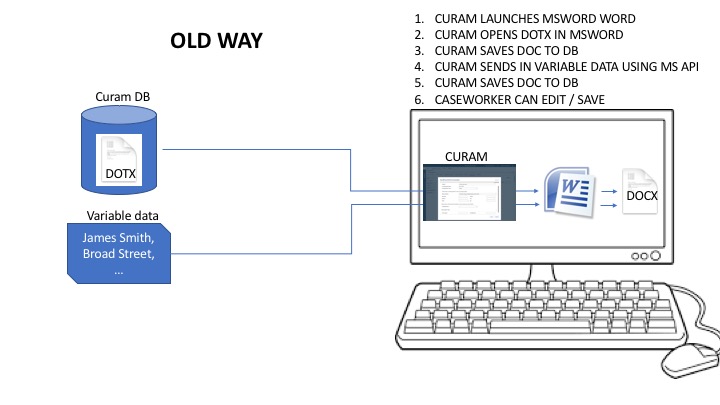 OLD WAY
1. CURAM LAUNCHES MSWORD WORD
2. CURAM OPENS DOTX IN MSWORD
3. CURAM SAVES DOC TO DB
4. CURAM SENDS IN VARIABLE DATA USING MS API
5. CURAM SAVES DOC TO DB
6. CASEWORKER CAN EDIT / SAVE
Curam DB
DOTX
Variable data
James Smith,
Broad Street,
...
CURAM
W
DOCX